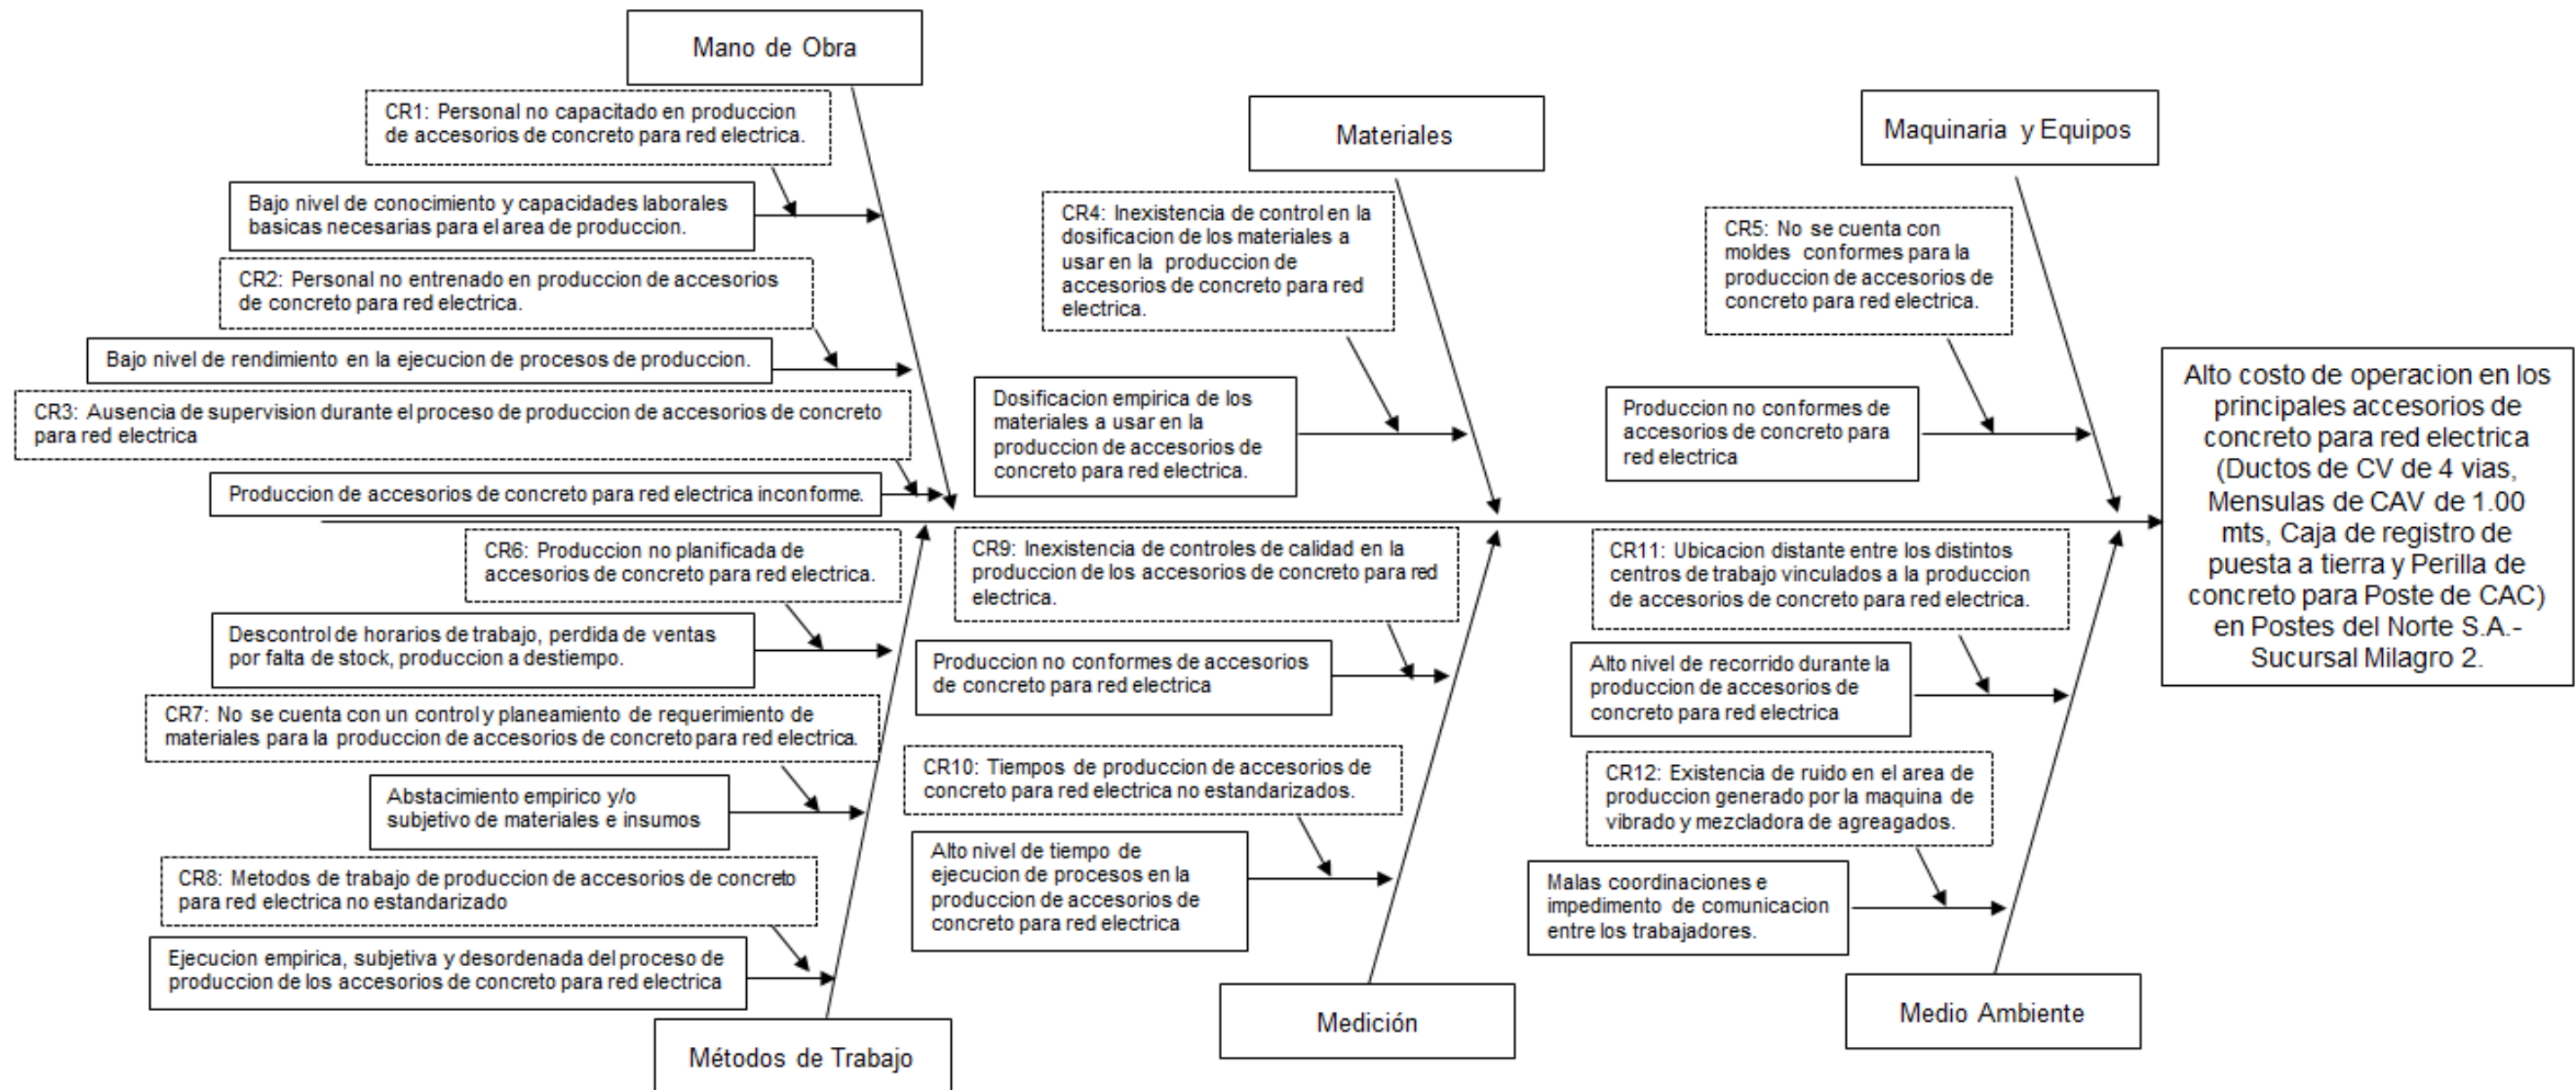 Mano de Obra
CR1: Personal no capacitado en produccion
de accesorios de concreto para red electrica.
Bajo nivel de conocimiento y capacidades laborales
basicas necesarias para el area de produccion.
CR2: Personal no entrenado en produccion de accesorios
de concreto para red electrica.
Bajo nivel de rendimiento en la ejecucion de procesos de produccion.
CR3: Ausencia de supervision durante el proceso de produccion de accesorios de concreto
para red electrica
Produccion de accesorios de concreto para red electrica inconforme.
Materiales
CR4: Inexistencia de control en la
dosificacion de los materiales a
usar en la produccion de
accesorios de concreto para red
electrica.
Dosificacion empirica de los
materiales a usar en la
produccion de accesorios de
concreto para red electrica.
Maquinaria y Equipos
CR5: No se cuenta con
moldes conformes para la
produccion de accesorios de
concreto para red electrica.
Produccion no conformes de
accesorios de concreto para
red electrica
Alto costo de operacion en los
principales accesorios de
concreto para red electrica
(Ductos de CV de 4 vias,
Mensulas de CAV de 1.00
mts, Caja de registro de
puesta a tierra y Perilla de
concreto para Poste de CAC)
en Postes del Norte S.A.-
Sucursal Milagro 2.
CR6: Produccion no planificada de
accesorios de concreto para red electrica.
Descontrol de horarios de trabajo, perdida de ventas
por falta de stock, produccion a destiempo.
CR7: No se cuenta con un control y planeamiento de requerimiento de
materiales para la produccion de accesorios de concreto para red electrica.
Abstacimiento empirico y/o
subjetivo de materiales e insumos
CR8: Metodos de trabajo de produccion de accesorios de concreto
para red electrica no estandarizado
Ejecucion empirica, subjetiva y desordenada del proceso de
produccion de los accesorios de concreto para red electrica
Métodos de Trabajo
CR9: Inexistencia de controles de calidad en la
produccion de los accesorios de concreto para red
electrica.
Produccion no conformes de accesorios
de concreto para red electrica
CR10: Tiempos de produccion de accesorios de
concreto para red electrica no estandarizados.
Alto nivel de tiempo de
ejecucion de procesos en la
produccion de accesorios de
concreto para red electrica
Medición
CR11: Ubicacion distante entre los distintos
centros de trabajo vinculados a la produccion
de accesorios de concreto para red electrica.
Alto nivel de recorrido durante la
produccion de accesorios de
concreto para red electrica
CR12: Existencia de ruido en el area de
produccion generado por la maquina de
vibrado y mezcladora de agreagados.
Malas coordinaciones e
impedimento de comunicacion
entre los trabajadores.
Medio Ambiente